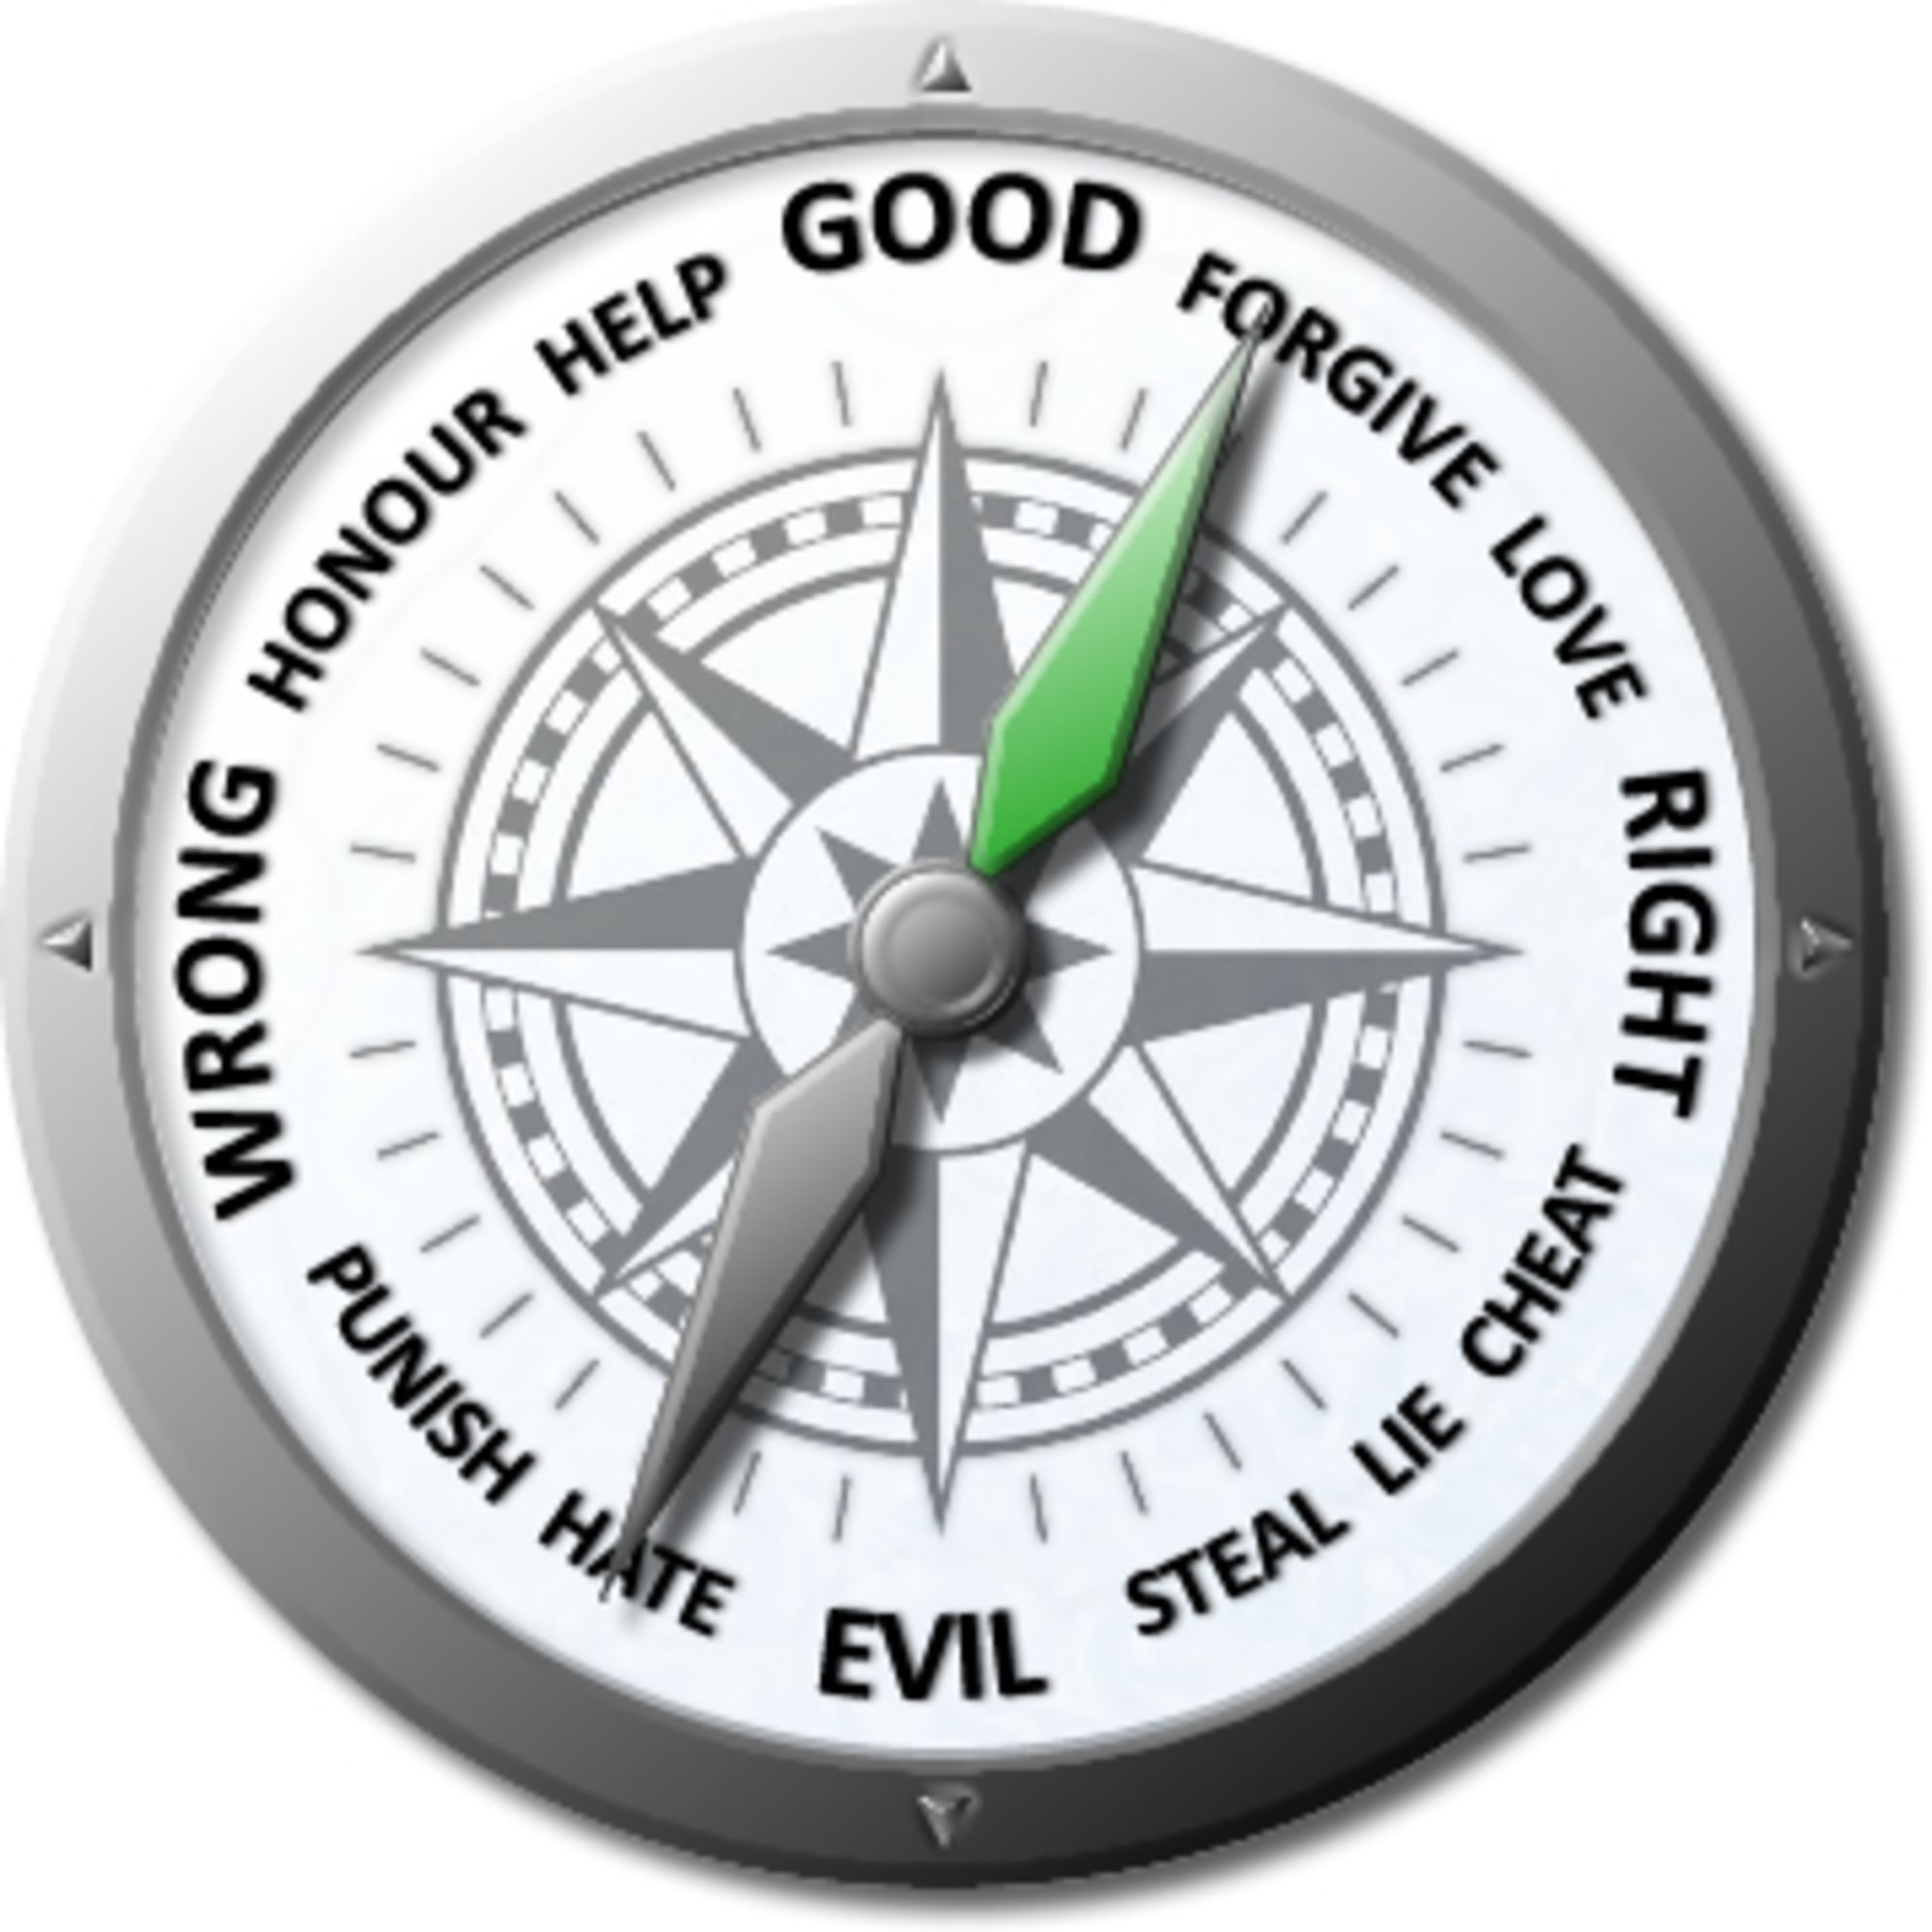 GOOD
FORGIVE
LOVE
RIGHT
CHEAT
LIE
STEAL
EVIL
HATE
PUNISH
WRONG
HONOUR
HELP